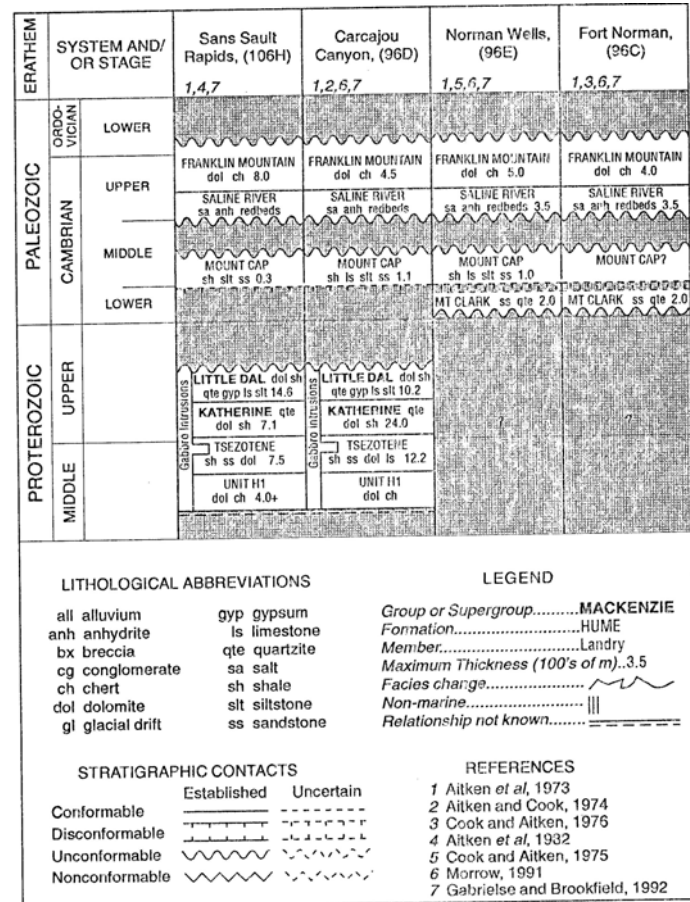 ERATHEM
SYSTEM AND/
OR STAGE
Sans Sault
Rapids, (106H)
1,4,7
Carcajou
Canyon, (96D)
1,2,6,7
Norman Wells,
(96E)
1,5,6,7
Fort Norman,
(96C)
1,3,6,7
PALEOZOIC
ORDO-
VICIAN
LOWER
CAMBRIAN
UPPER
FRANKLIN MOUNTAIN
dol ch 8.0
FRANKLIN MOUNTAIN
dol ch 4.5
FRANKLIN MOUNTAIN
dol ch 5.0
FRANKLIN MOUNTAIN
dol ch 4.0
SALINE RIVER
sa anh redbeds
SALINE RIVER
sa anh redbeds
SALINE RIVER
sa anh redbeds 3.5
SALINE RIVER
sa anh redbeds 3.5
MIDDLE
MOUNT CAP
sh slt ss 0.3
MOUNT CAP
sh ls slt ss 1.1
MOUNT CAP
sh ls slt ss 1.0
MOUNT CAP?
LOWER
MT CLARK ss qte 2.0
MT CLARK ss qte 2.0
PROTEROZOIC
UPPER
MIDDLE
Gabbro Intrusions
LITTLE DAL dol sh
qte gyp ls slt 14.6
KATHERINE qte
dol sh 7.1
TSEZOTENE
sh ss dol 7.5
UNIT H1
dol ch 4.0+
Gabbro Intrusions
LITTLE DAL dol sh
qte gyp ls slt 10.2
KATHERINE qte
dol sh 24.0
TSEZOTENE
sh ss dol ls 12.2
UNIT H1
dol ch
?
?
LITHOLOGICAL ABBREVIATIONS
all alluvium
anh anhydrite
bx breccia
cg conglomerate
ch chert
dol dolomite
gl glacial drift
gyp gypsum
ls limestone
qte quartzite
sa salt
sh shale
slt siltstone
ss sandstone
LEGEND
Group or Supergroup..........MACKENZIE
Formation......................HUME
Member.........................Landry
Maximum Thickness (100's of m)..3.5
Facies change..................
Non-marine.....................
Relationship not known........
STRATIGRAPHIC CONTACTS
Established Uncertain
Conformable
Disconformable
Unconformable
Nonconformable
REFERENCES
1 Aitken et al, 1973
2 Aitken and Cook, 1974
3 Cook and Aitken, 1976
4 Aitken et al, 1932
5 Cook and Aitken, 1975
6 Morrow, 1991
7 Gabrielse and Brookfield, 1992